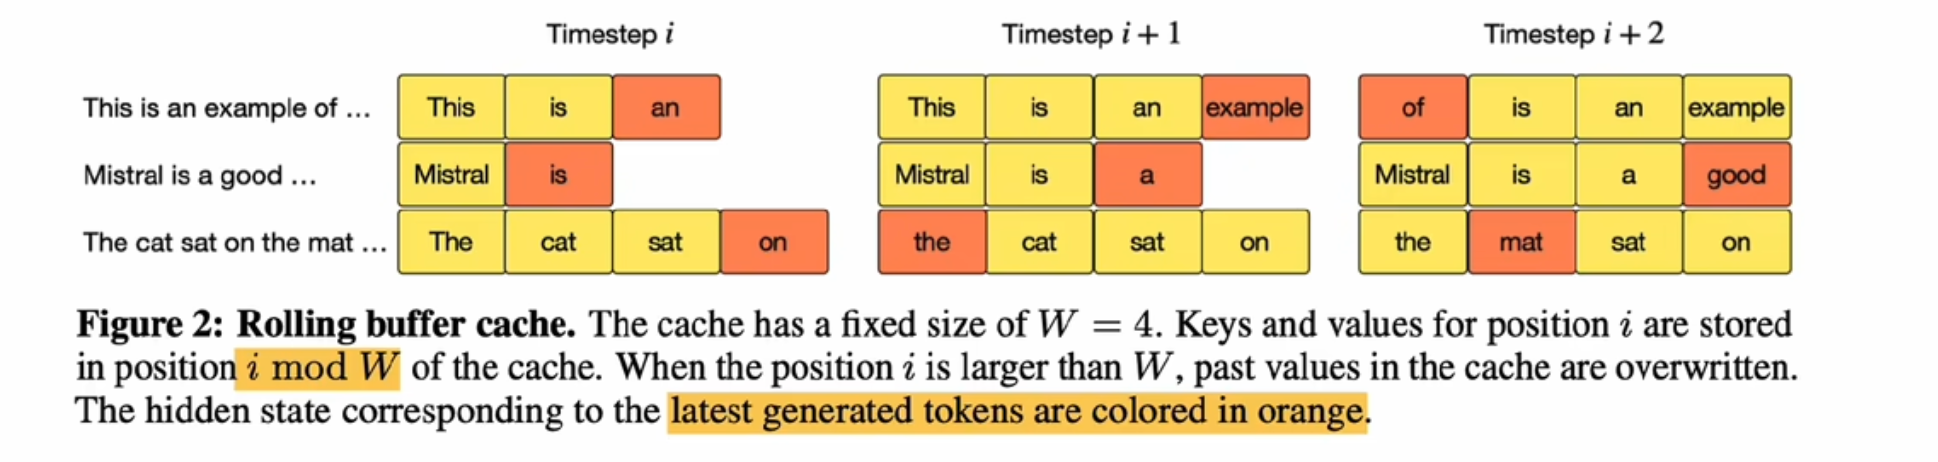 Timestep i Timestep i + 1 Timestep i + 2
This is an example of ... This is an This is an example of is an example
Mistral is a good ... Mistral is Mistral is a Mistral is a good
The cat sat on the mat ... The cat sat on the cat sat on the mat sat on
Figure 2: Rolling buffer cache. The cache has a fixed size of W = 4. Keys and values for position i are stored
in position i mod W of the cache. When the position i is larger than W, past values in the cache are overwritten.
The hidden state corresponding to the latest generated tokens are colored in orange.